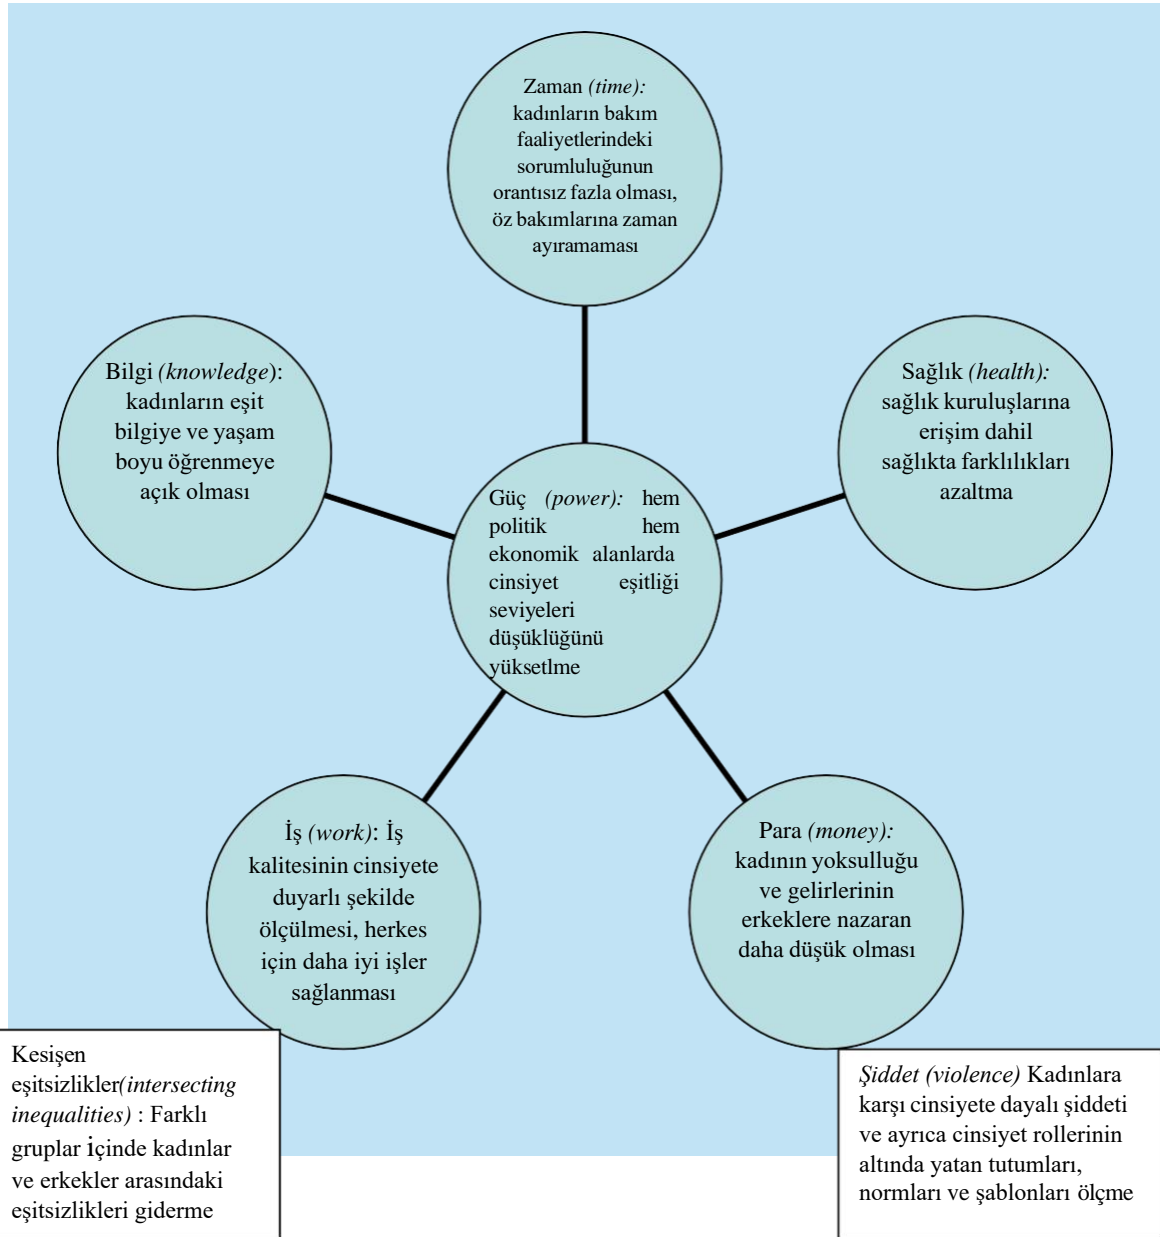 Zaman (time):
kadınların bakım
faaliyetlerindeki
sorumluluğunun
orantısız fazla olması,
öz bakımlarına zaman
ayıramaması
Bilgi (knowledge):
kadınların eşit
bilgiye ve yaşam
boyu öğrenmeye
açık olması
Sağlık (health):
sağlık kuruluşlarına
erişim dahil
sağlıkta farklılıkları
azaltma
Güç (power): hem
politik hem
ekonomik alanlarda
cinsiyet eşitliği
seviyeleri
düşüklüğünü
yüksetlme
İş (work): İş
kalitesinin cinsiyete
duyarlı şekilde
ölçülmesi, herkes
için daha iyi işler
sağlanması
Para (money):
kadının yoksulluğu
ve gelirlerinin
erkeklere nazaran
daha düşük olması
Kesişen
eşitsizlikler(intersecting
inequalities) : Farklı
gruplar içinde kadınlar
ve erkekler arasındaki
eşitsizlikleri giderme
Şiddet (violence) Kadınlara
karşı cinsiyete dayalı şiddeti
ve ayrıca cinsiyet rollerinin
altında yatan tutumları,
normları ve şablonları ölçme